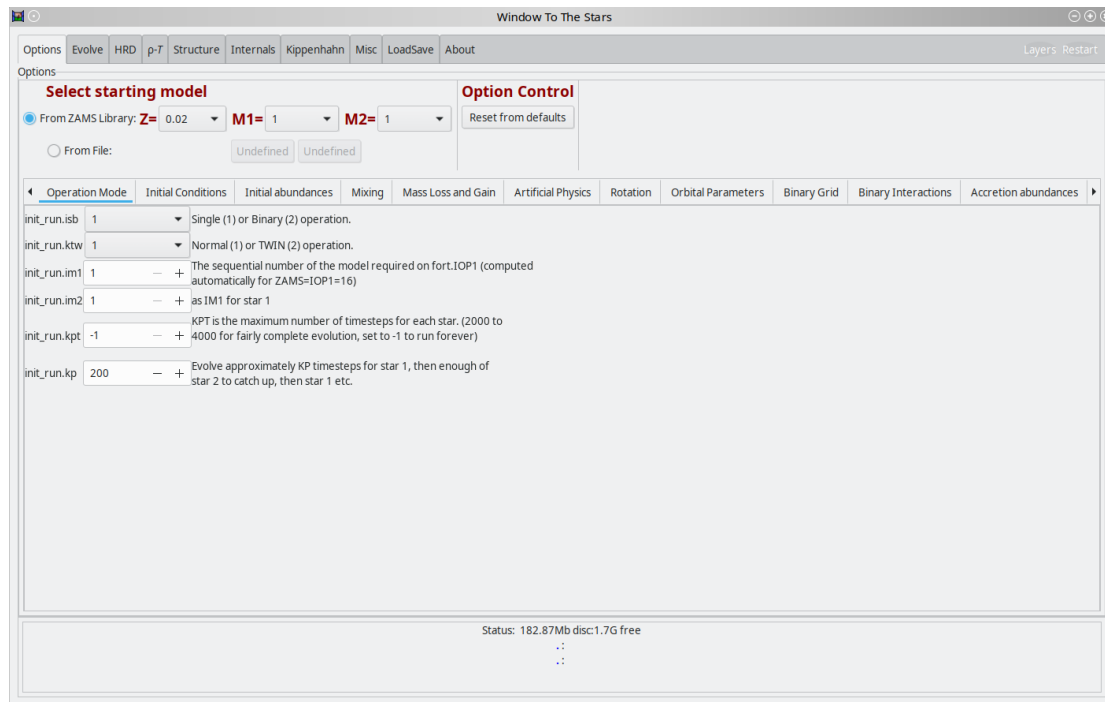 Window To The Stars
Options Evolve HRD ρ-T Structure Internals Kippenhahn Misc LoadSave About Layers Restart
Options
Select starting model Option Control
From ZAMS Library: Z= 0.02 M1= 1 M2= 1 Reset from defaults
From File: Undefined Undefined
Operation Mode Initial Conditions Initial abundances Mixing Mass Loss and Gain Artificial Physics Rotation Orbital Parameters Binary Grid Binary Interactions Accretion abundances
init_run.isb 1 Single (1) or Binary (2) operation.
init_run.ktw 1 Normal (1) or TWIN (2) operation.
init_run.im1 1 − + The sequential number of the model required on fort.IOP1 (computed
automatically for ZAMS=IOP1=16)
init_run.im2 1 − + as IM1 for star 1
KPT is the maximum number of timesteps for each star. (2000 to
init_run.kpt -1 − + 4000 for fairly complete evolution, set to -1 to run forever)
init_run.kp 200 − + Evolve approximately KP timesteps for star 1, then enough of
star 2 to catch up, then star 1 etc.
Status: 182.87Mb disc:1.7G free
.:
.: